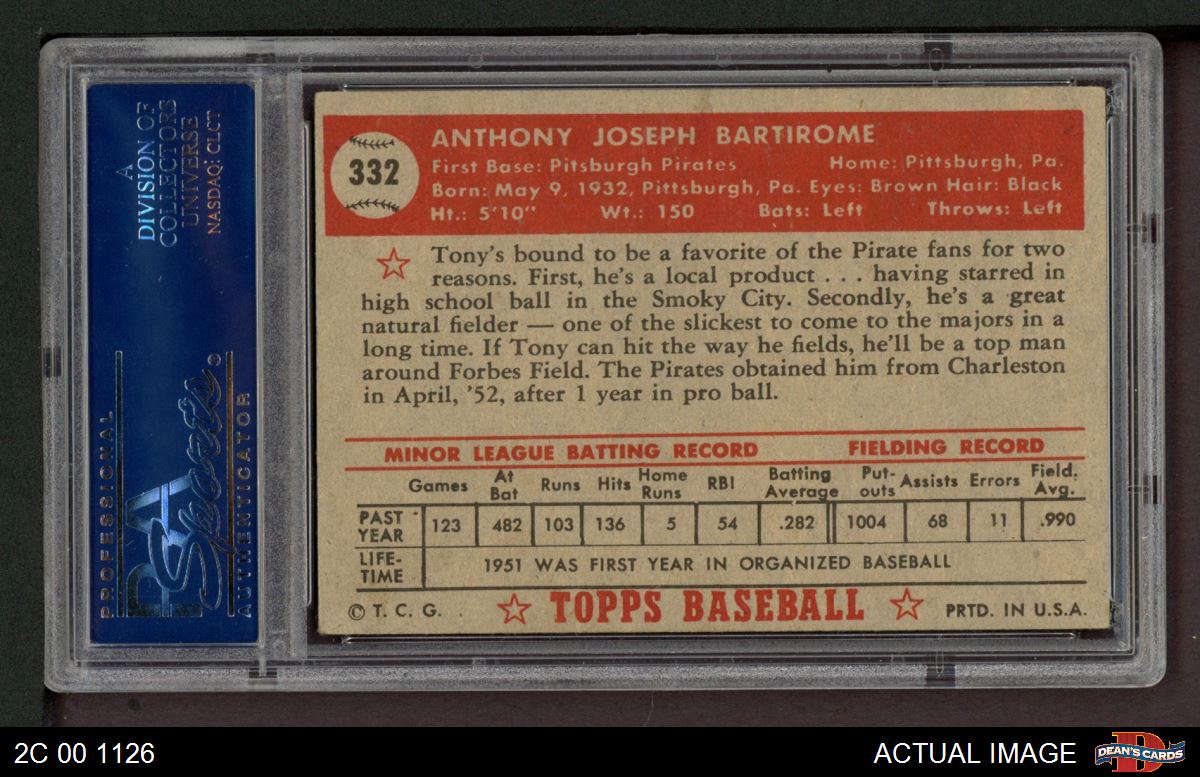 A
DIVISION OF
COLLECTORS
UNIVERSE
NASDAQ: CLCT
PROFESSIONAL
PSA
Sports
AUTHENTICATOR
332
ANTHONY JOSEPH BARTIROME
First Base: Pitsburgh Pirates Home: Pittsburgh, Pa.
Born: May 9, 1932, Pittsburgh, Pa. Eyes: Brown Hair: Black
Ht.: 5'10" Wt.: 150 Bats: Left Throws: Left
Tony's bound to be a favorite of the Pirate fans for two
reasons. First, he's a local product . . . having starred in
high school ball in the Smoky City. Secondly, he's a great
natural fielder — one of the slickest to come to the majors in a
long time. If Tony can hit the way he fields, he'll be a top man
around Forbes Field. The Pirates obtained him from Charleston
in April, '52, after 1 year in pro ball.
MINOR LEAGUE BATTING RECORD FIELDING RECORD
Games At Bat Runs Hits Home Runs RBI Batting Average Put-outs Assists Errors Field. Avg.
PAST YEAR 123 482 103 136 5 54 .282 1004 68 11 .990
LIFE-TIME 1951 WAS FIRST YEAR IN ORGANIZED BASEBALL
© T. C. G. TOPPS BASEBALL PRTD. IN U.S.A.
2C 00 1126 ACTUAL IMAGE DEAN'S CARDS